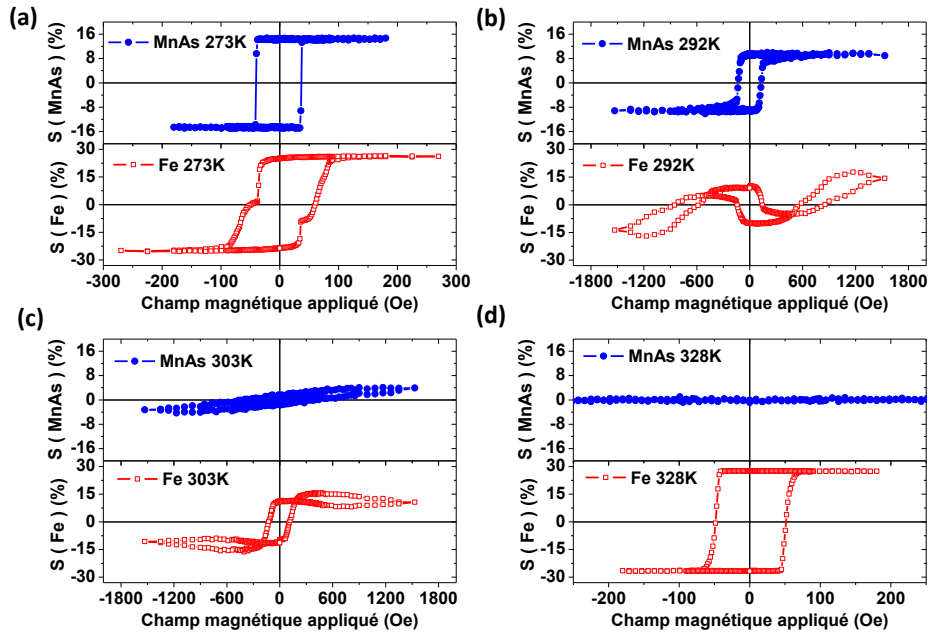 (a)
MnAs 273K
S ( MnAs ) (%)
16
8
0
-8
-16
Fe 273K
S ( Fe ) (%)
30
15
0
-15
-30
-300 -200 -100 0 100 200 300
Champ magnétique appliqué (Oe)
(b)
MnAs 292K
S ( MnAs ) (%)
16
8
0
-8
-16
Fe 292K
S ( Fe ) (%)
30
15
0
-15
-30
-1800 -1200 -600 0 600 1200 1800
Champ magnétique appliqué (Oe)
(c)
MnAs 303K
S ( MnAs ) (%)
16
8
0
-8
-16
Fe 303K
S ( Fe ) (%)
30
15
0
-15
-30
-1800 -1200 -600 0 600 1200 1800
Champ magnétique appliqué (Oe)
(d)
MnAs 328K
S ( MnAs ) (%)
16
8
0
-8
-16
Fe 328K
S ( Fe ) (%)
30
15
0
-15
-30
-200 -100 0 100 200
Champ magnétique appliqué (Oe)